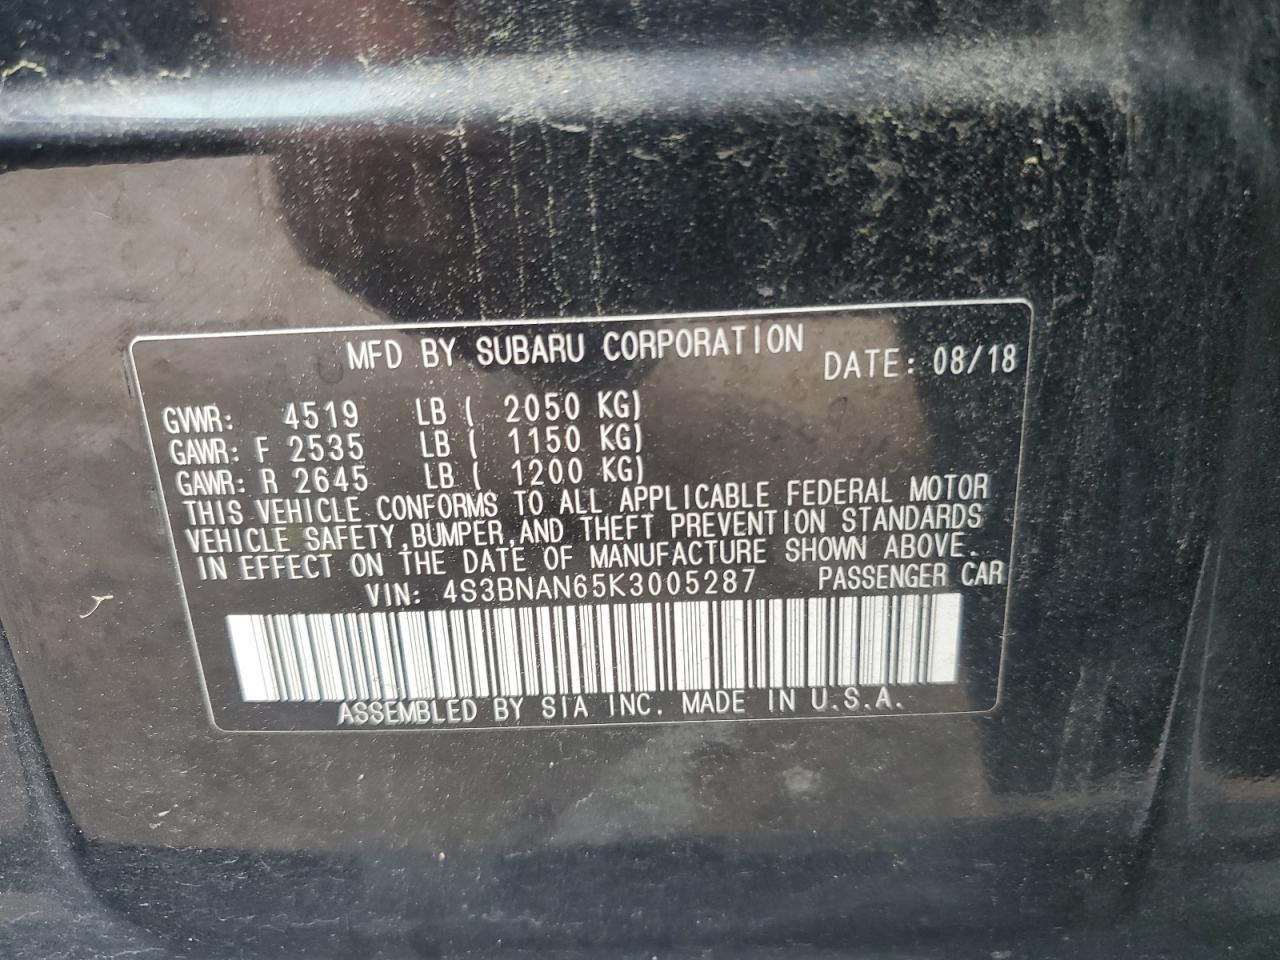 MFD BY SUBARU CORPORATION DATE: 08/18
GVWR: 4519 LB ( 2050 KG)
GAWR: F 2535 LB ( 1150 KG)
GAWR: R 2645 LB ( 1200 KG)
THIS VEHICLE CONFORMS TO ALL APPLICABLE FEDERAL MOTOR
VEHICLE SAFETY,BUMPER,AND THEFT PREVENTION STANDARDS
IN EFFECT ON THE DATE OF MANUFACTURE SHOWN ABOVE.
VIN: 4S3BNAN65K3005287 PASSENGER CAR
ASSEMBLED BY SIA INC. MADE IN U.S.A.